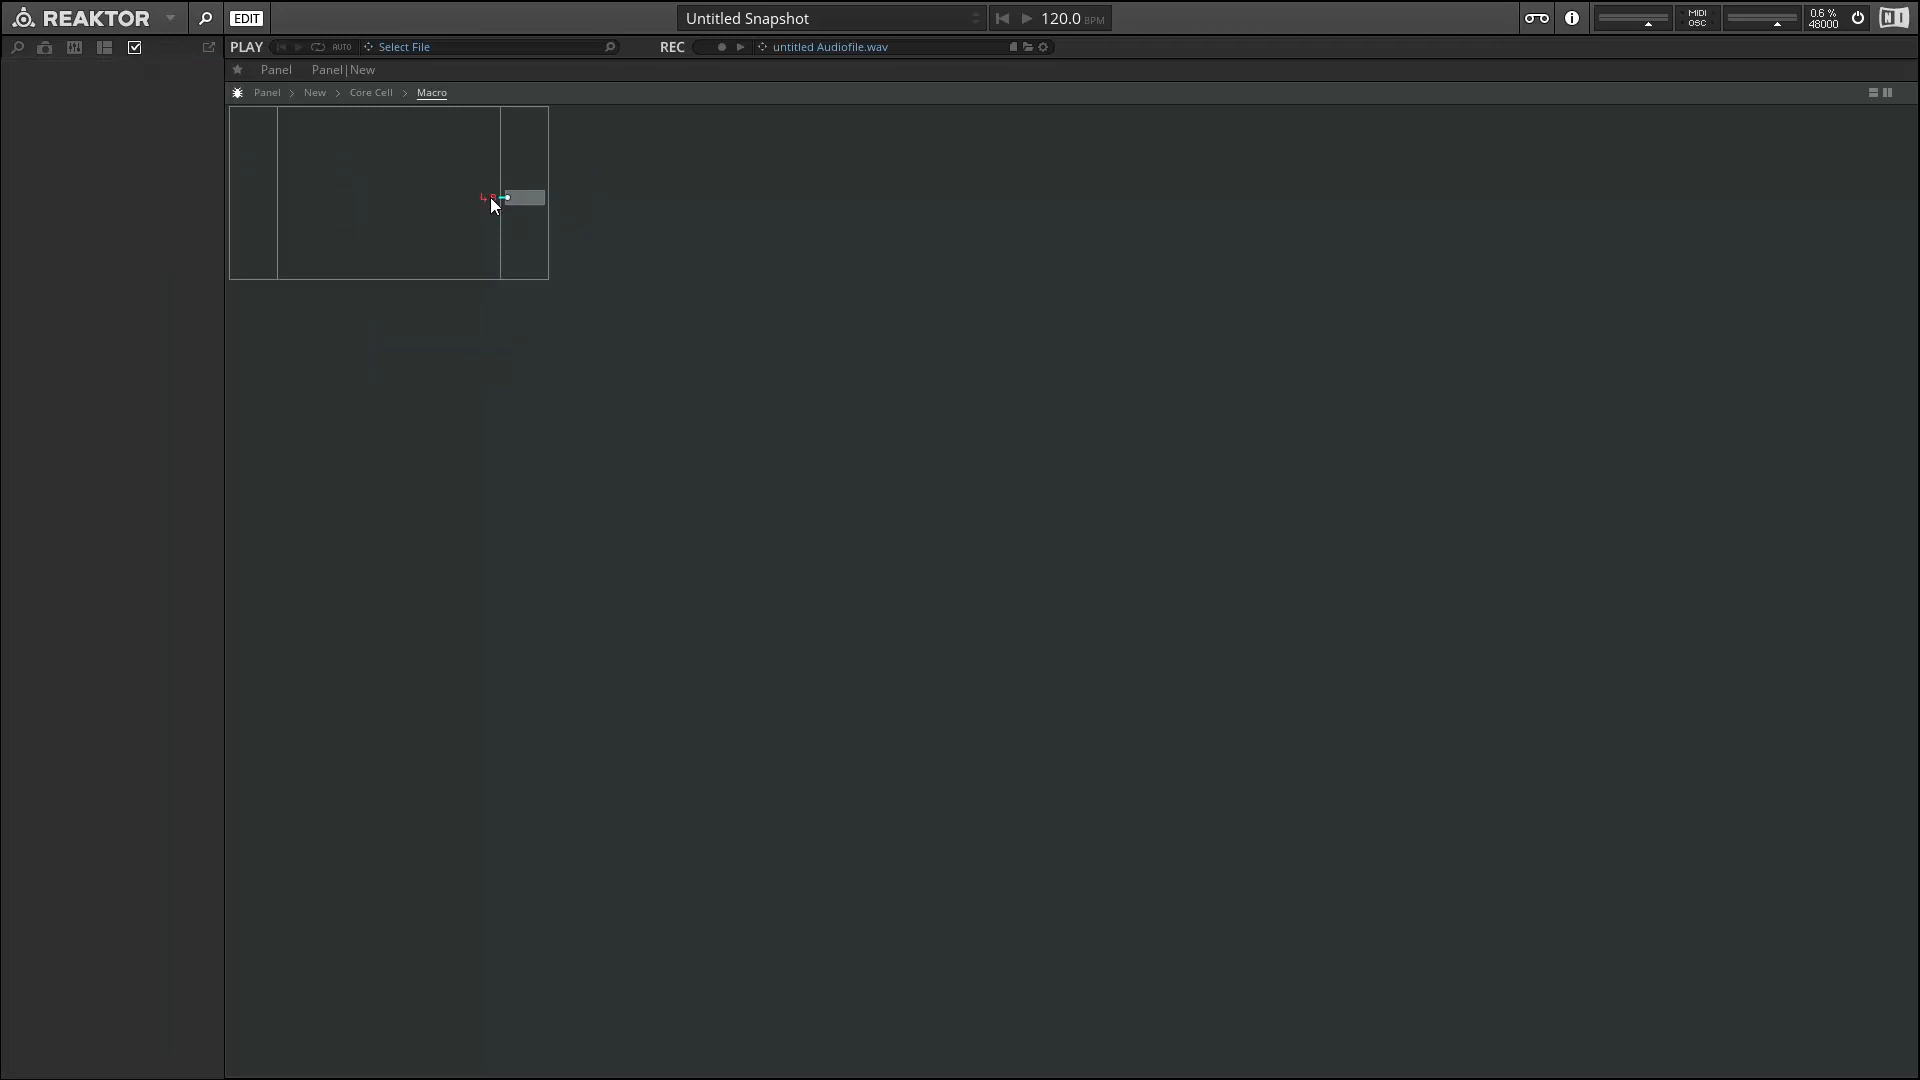 REAKTOR
EDIT
Untitled Snapshot
120.0 BPM
MIDI
OSC
0.6 %
48000
NI
PLAY
AUTO
Select File
REC
untitled Audiofile.wav
Panel
Panel|New
Panel > New > Core Cell > Macro